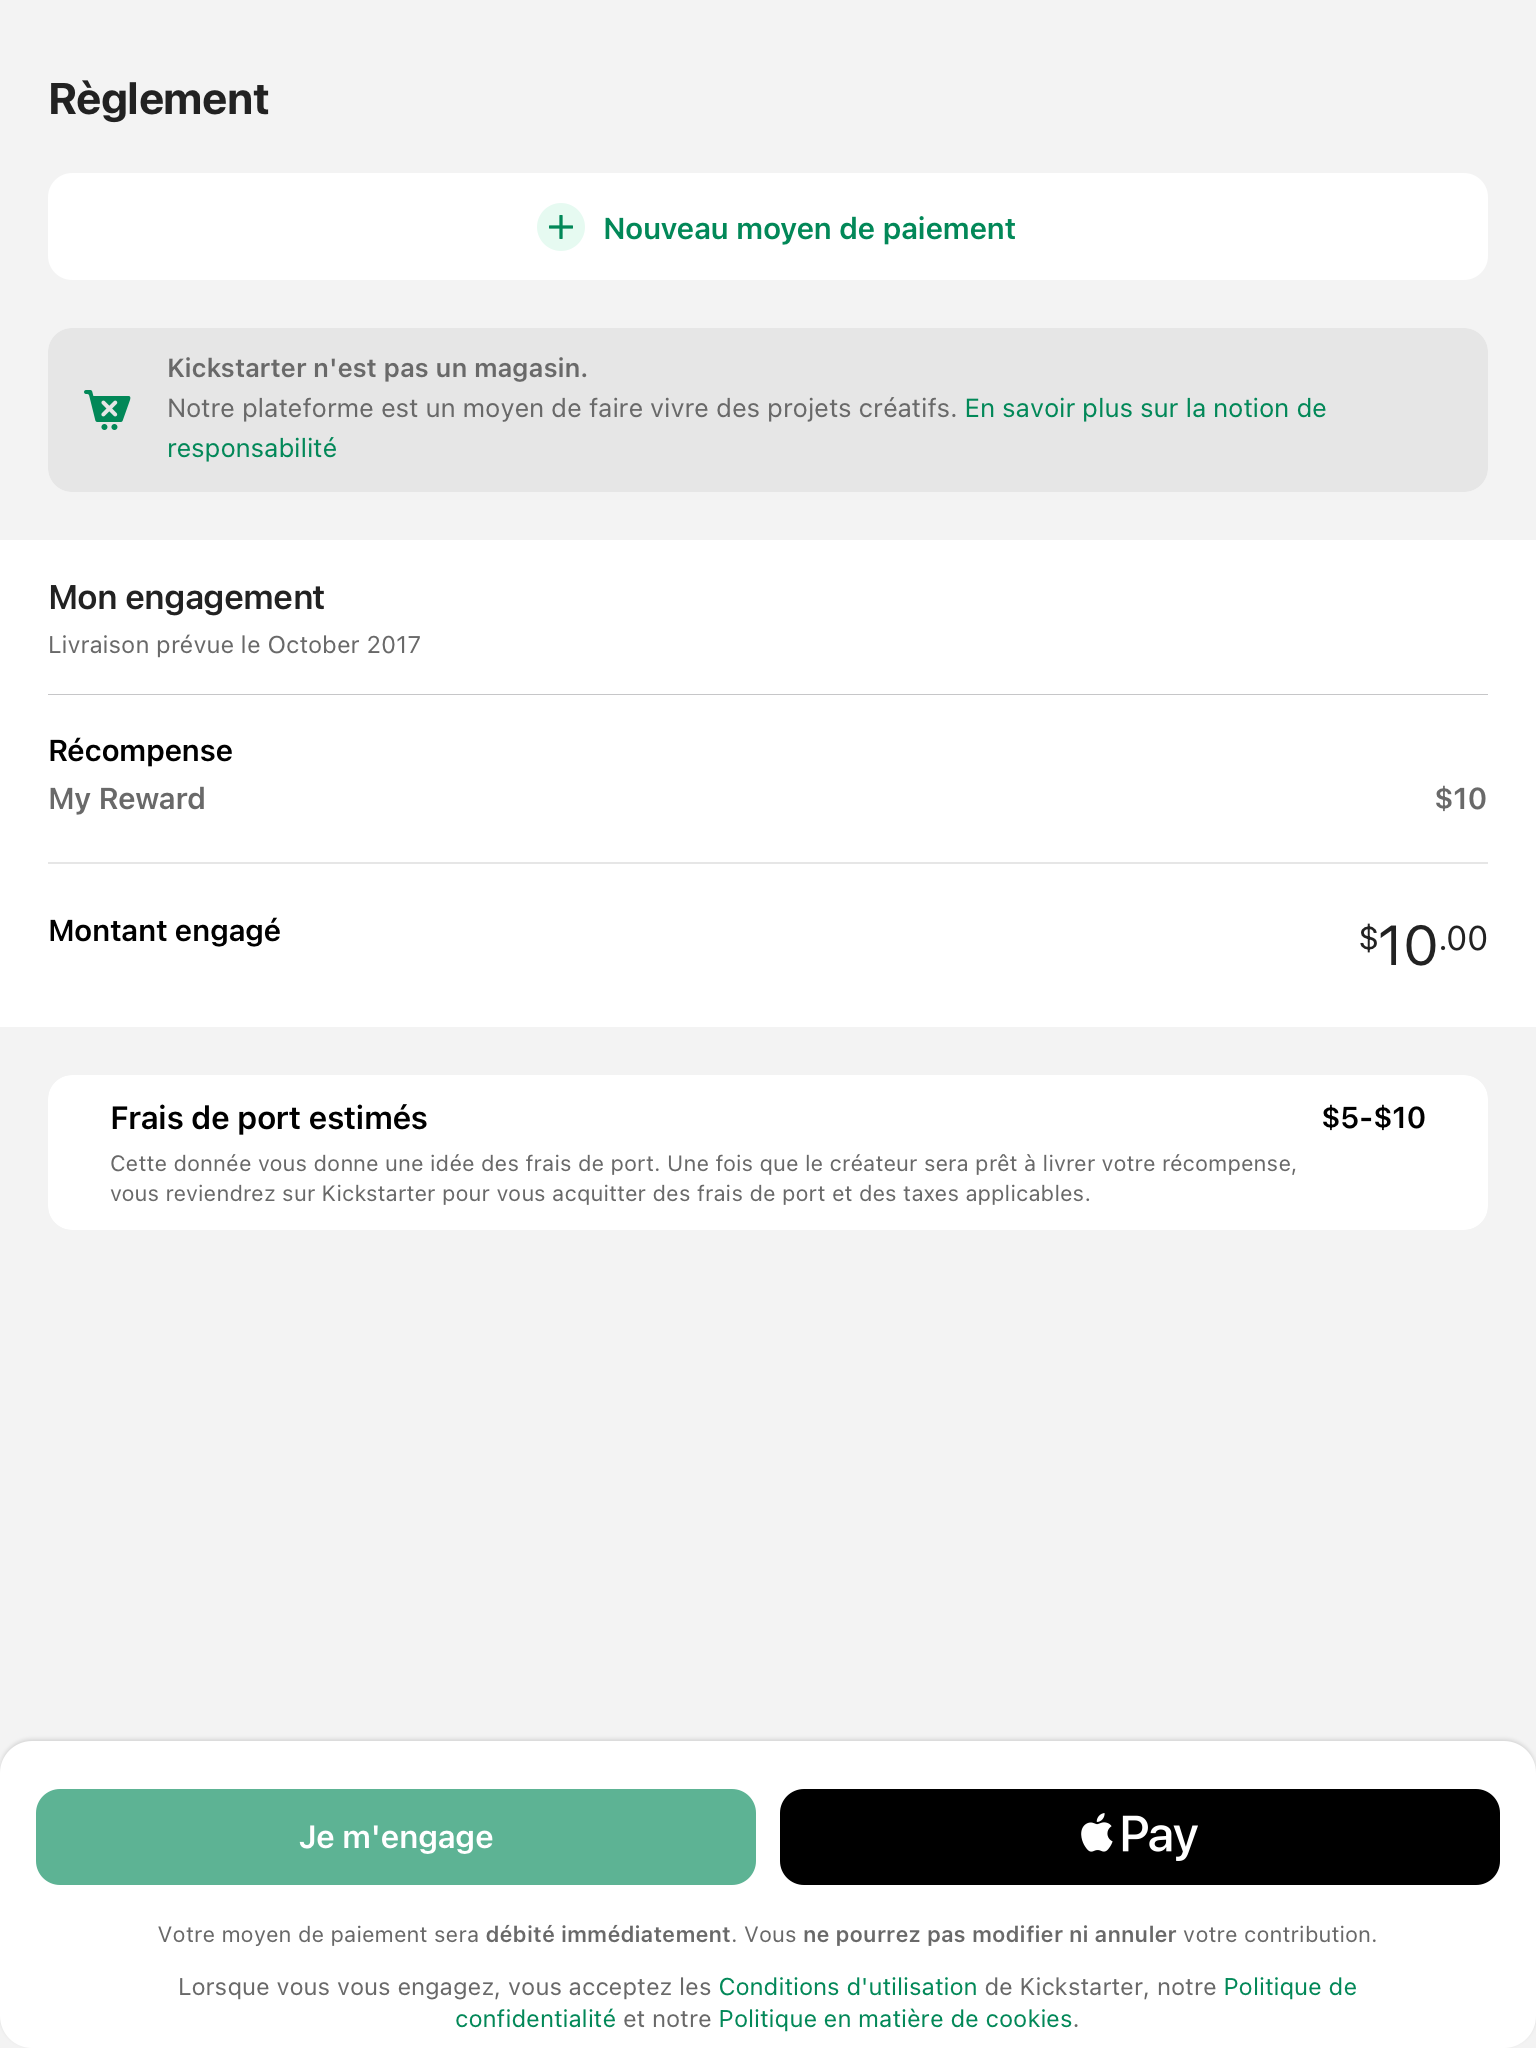 Règlement
Nouveau moyen de paiement
Kickstarter n'est pas un magasin.
Notre plateforme est un moyen de faire vivre des projets créatifs. En savoir plus sur la notion de
responsabilité
Mon engagement
Livraison prévue le October 2017
Récompense
My Reward $10
Montant engagé $10.00
Frais de port estimés $5-$10
Cette donnée vous donne une idée des frais de port. Une fois que le créateur sera prêt à livrer votre récompense,
vous reviendrez sur Kickstarter pour vous acquitter des frais de port et des taxes applicables.
Je m'engage Pay
Votre moyen de paiement sera débité immédiatement. Vous ne pourrez pas modifier ni annuler votre contribution.
Lorsque vous vous engagez, vous acceptez les Conditions d'utilisation de Kickstarter, notre Politique de
confidentialité et notre Politique en matière de cookies.